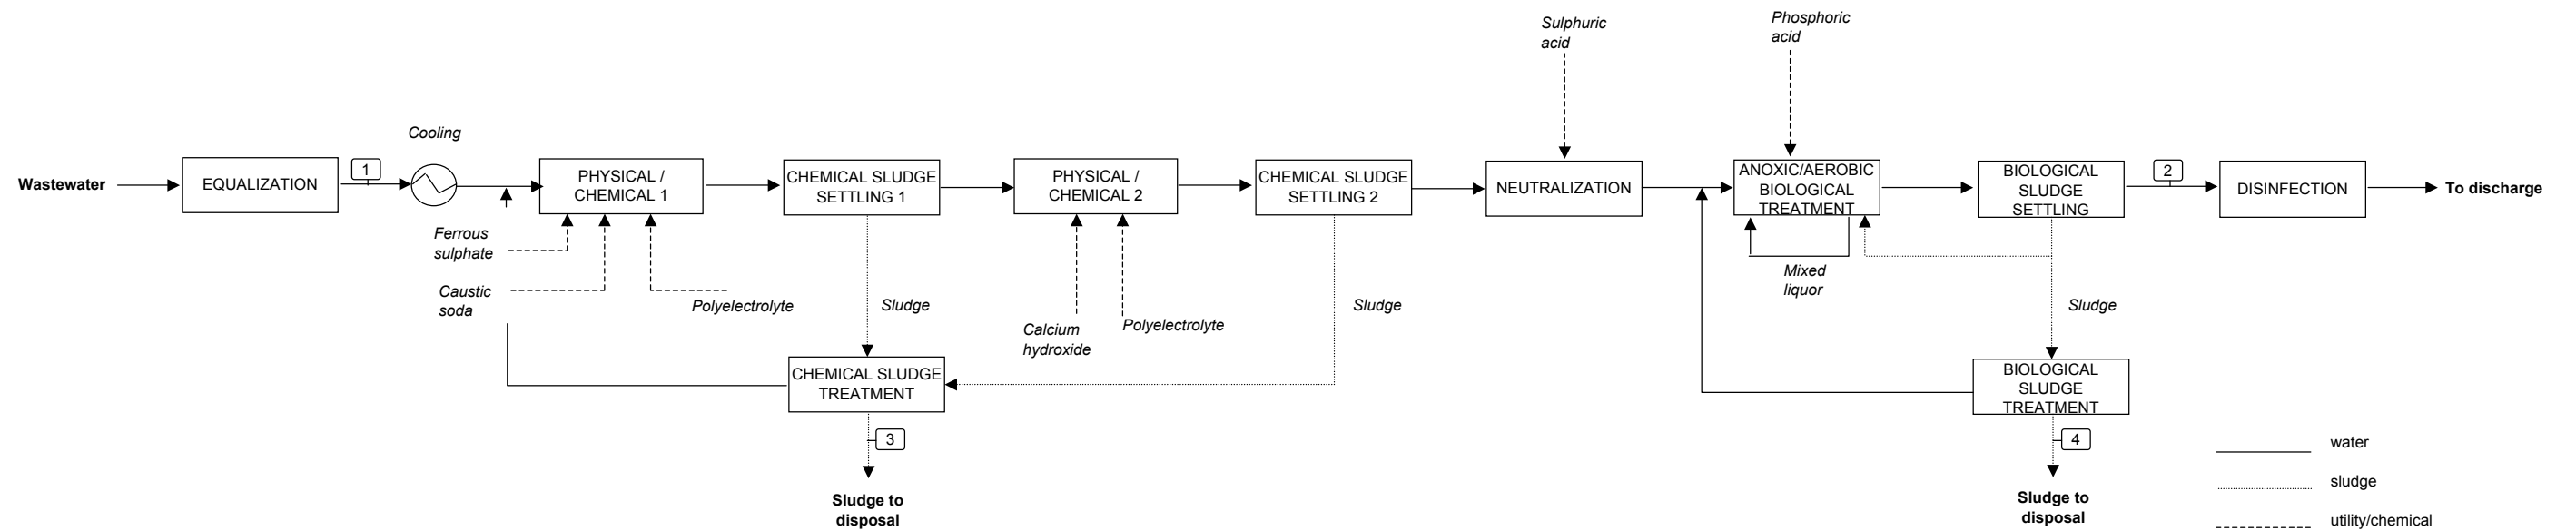 Sulphuric
acid
Phosphoric
acid
Cooling
Wastewater
EQUALIZATION
1
PHYSICAL /
CHEMICAL 1
CHEMICAL SLUDGE
SETTLING 1
PHYSICAL /
CHEMICAL 2
CHEMICAL SLUDGE
SETTLING 2
NEUTRALIZATION
ANOXIC/AEROBIC
BIOLOGICAL
TREATMENT
BIOLOGICAL
SLUDGE
SETTLING
2
DISINFECTION
To discharge
Ferrous
sulphate
Caustic
soda
Polyelectrolyte
Sludge
Calcium
hydroxide
Polyelectrolyte
Sludge
Mixed
liquor
Sludge
CHEMICAL SLUDGE
TREATMENT
BIOLOGICAL
SLUDGE
TREATMENT
3
4
Sludge to
disposal
Sludge to
disposal
water
sludge
utility/chemical